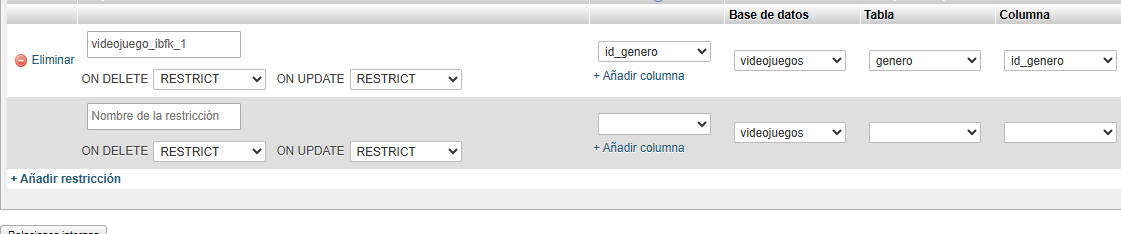 Base de datos Tabla Columna
videojuego_ibfk_1
Eliminar
id_genero
videojuegos genero id_genero
+ Añadir columna
ON DELETE RESTRICT ON UPDATE RESTRICT
Nombre de la restricción
videojuegos
+ Añadir columna
ON DELETE RESTRICT ON UPDATE RESTRICT
+ Añadir restricción